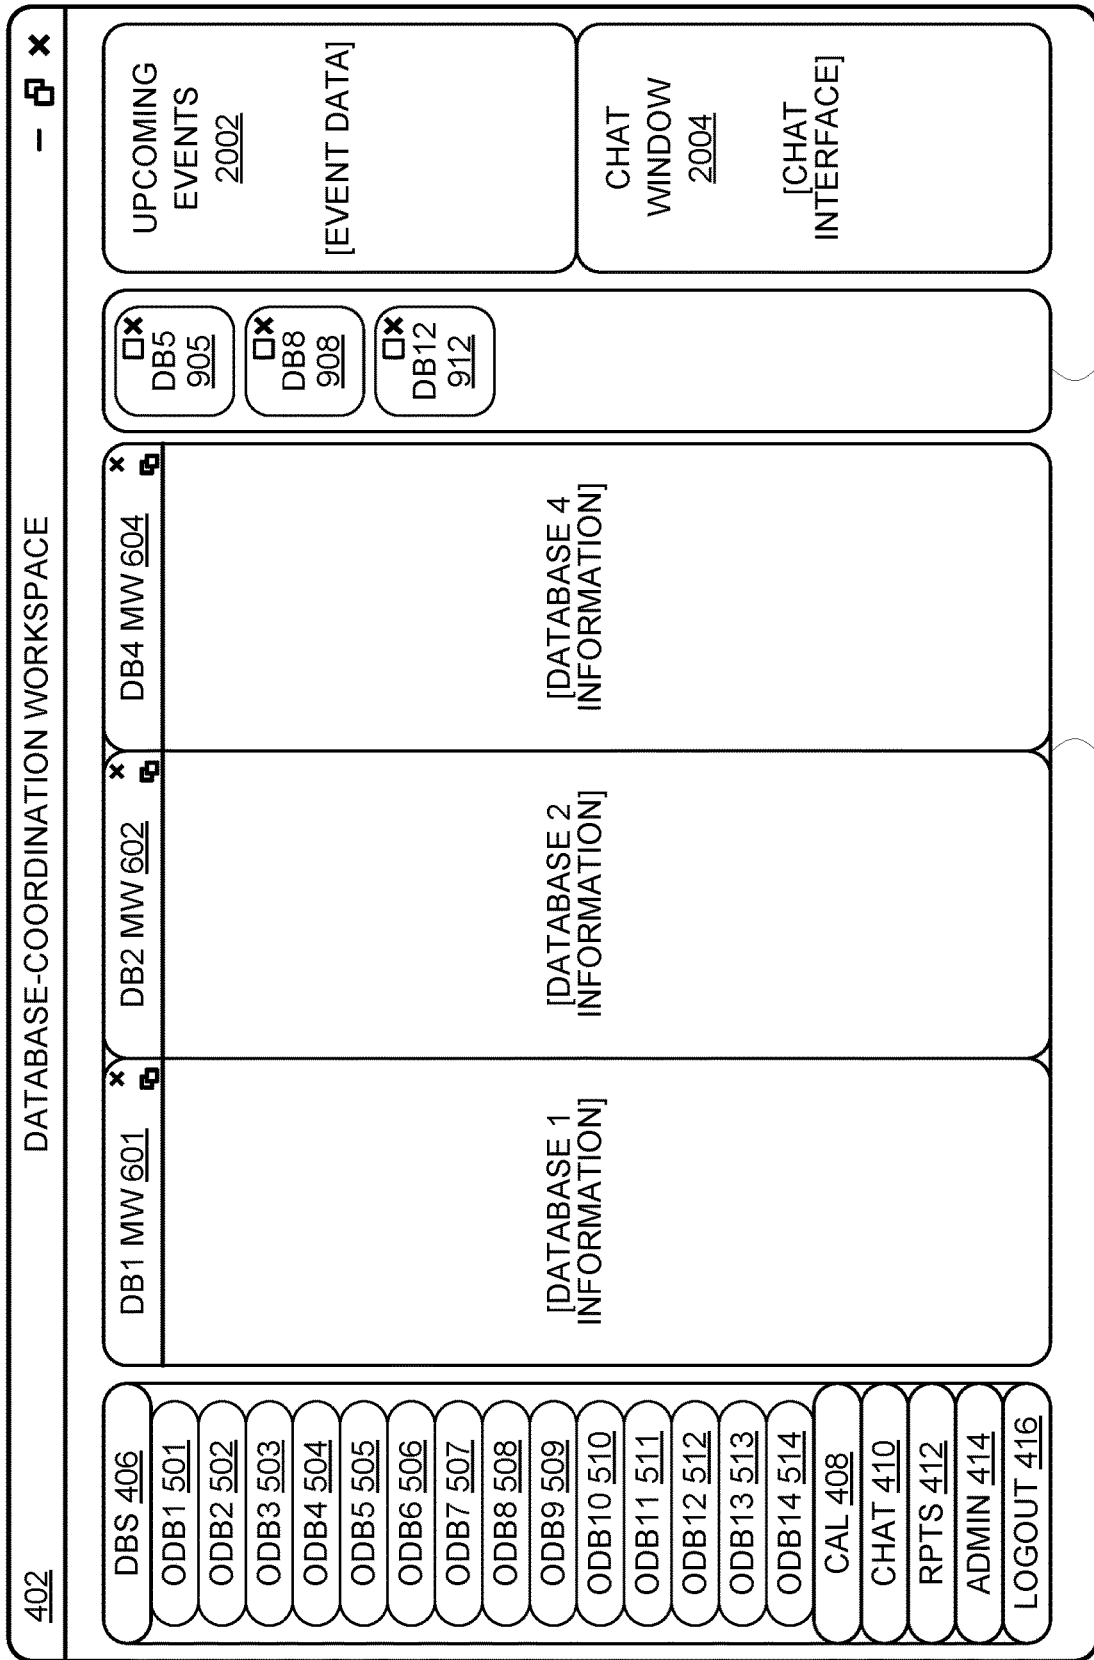 402
DATABASE-COORDINATION WORKSPACE
DBS 406
ODB1 501
ODB2 502
ODB3 503
ODB4 504
ODB5 505
ODB6 506
ODB7 507
ODB8 508
ODB9 509
ODB10 510
ODB11 511
ODB12 512
ODB13 513
ODB14 514
CAL 408
CHAT 410
RPTS 412
ADMIN 414
LOGOUT 416
DB1 MW 601
[DATABASE 1
INFORMATION]
DB2 MW 602
[DATABASE 2
INFORMATION]
DB4 MW 604
[DATABASE 4
INFORMATION]
DB5
905
DB8
908
DB12
912
UPCOMING
EVENTS
2002
[EVENT DATA]
CHAT
WINDOW
2004
[CHAT
INTERFACE]